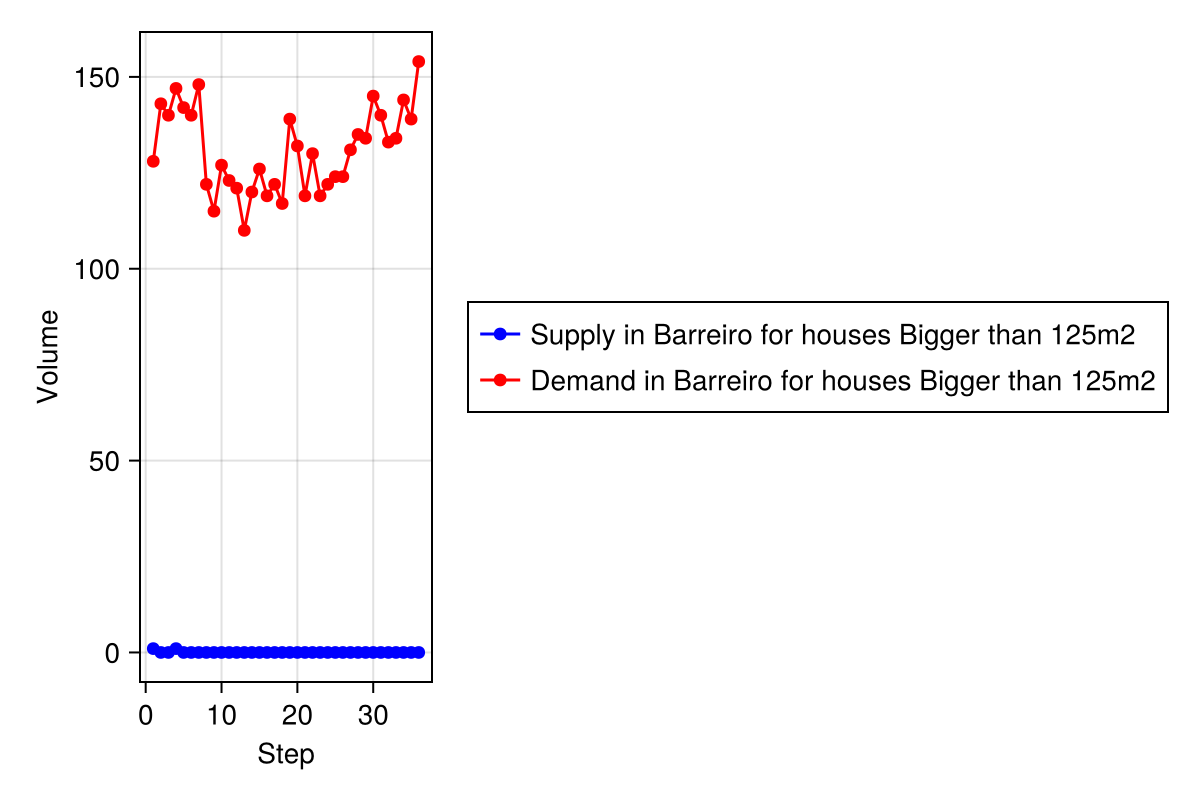 150
100
50
0
Volume
0 10 20 30
Step
Supply in Barreiro for houses Bigger than 125m2
Demand in Barreiro for houses Bigger than 125m2